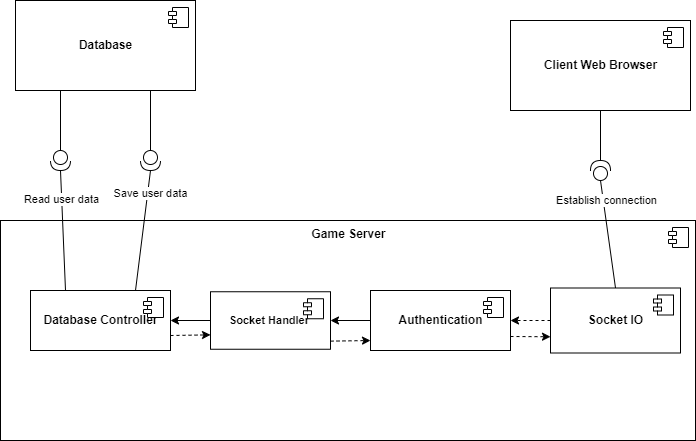 Database
Client Web Browser
Read user data
Save user data
Establish connection
Game Server
Database Controller
Socket Handler
Authentication
Socket IO